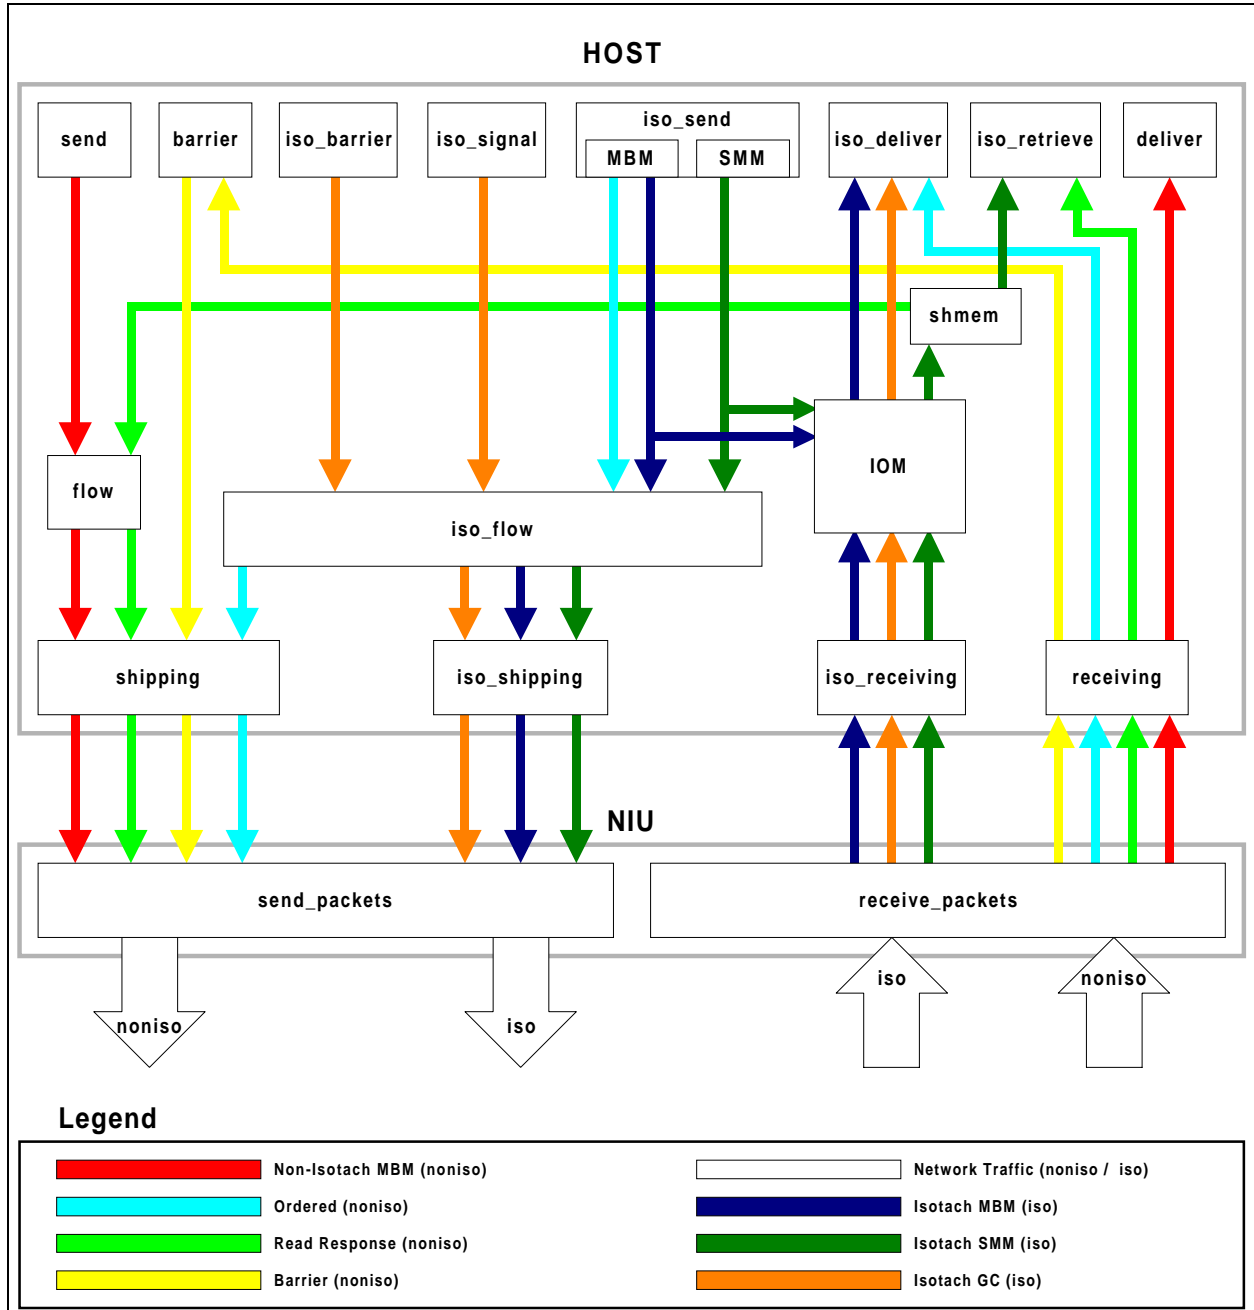 HOST
send
barrier
iso_barrier
iso_signal
iso_send
MBM
SMM
iso_deliver
iso_retrieve
deliver
shmem
IOM
flow
iso_flow
shipping
iso_shipping
iso_receiving
receiving
NIU
send_packets
receive_packets
noniso
iso
iso
noniso
Legend
Non-Isotach MBM (noniso)
Network Traffic (noniso / iso)
Ordered (noniso)
Isotach MBM (iso)
Read Response (noniso)
Isotach SMM (iso)
Barrier (noniso)
Isotach GC (iso)